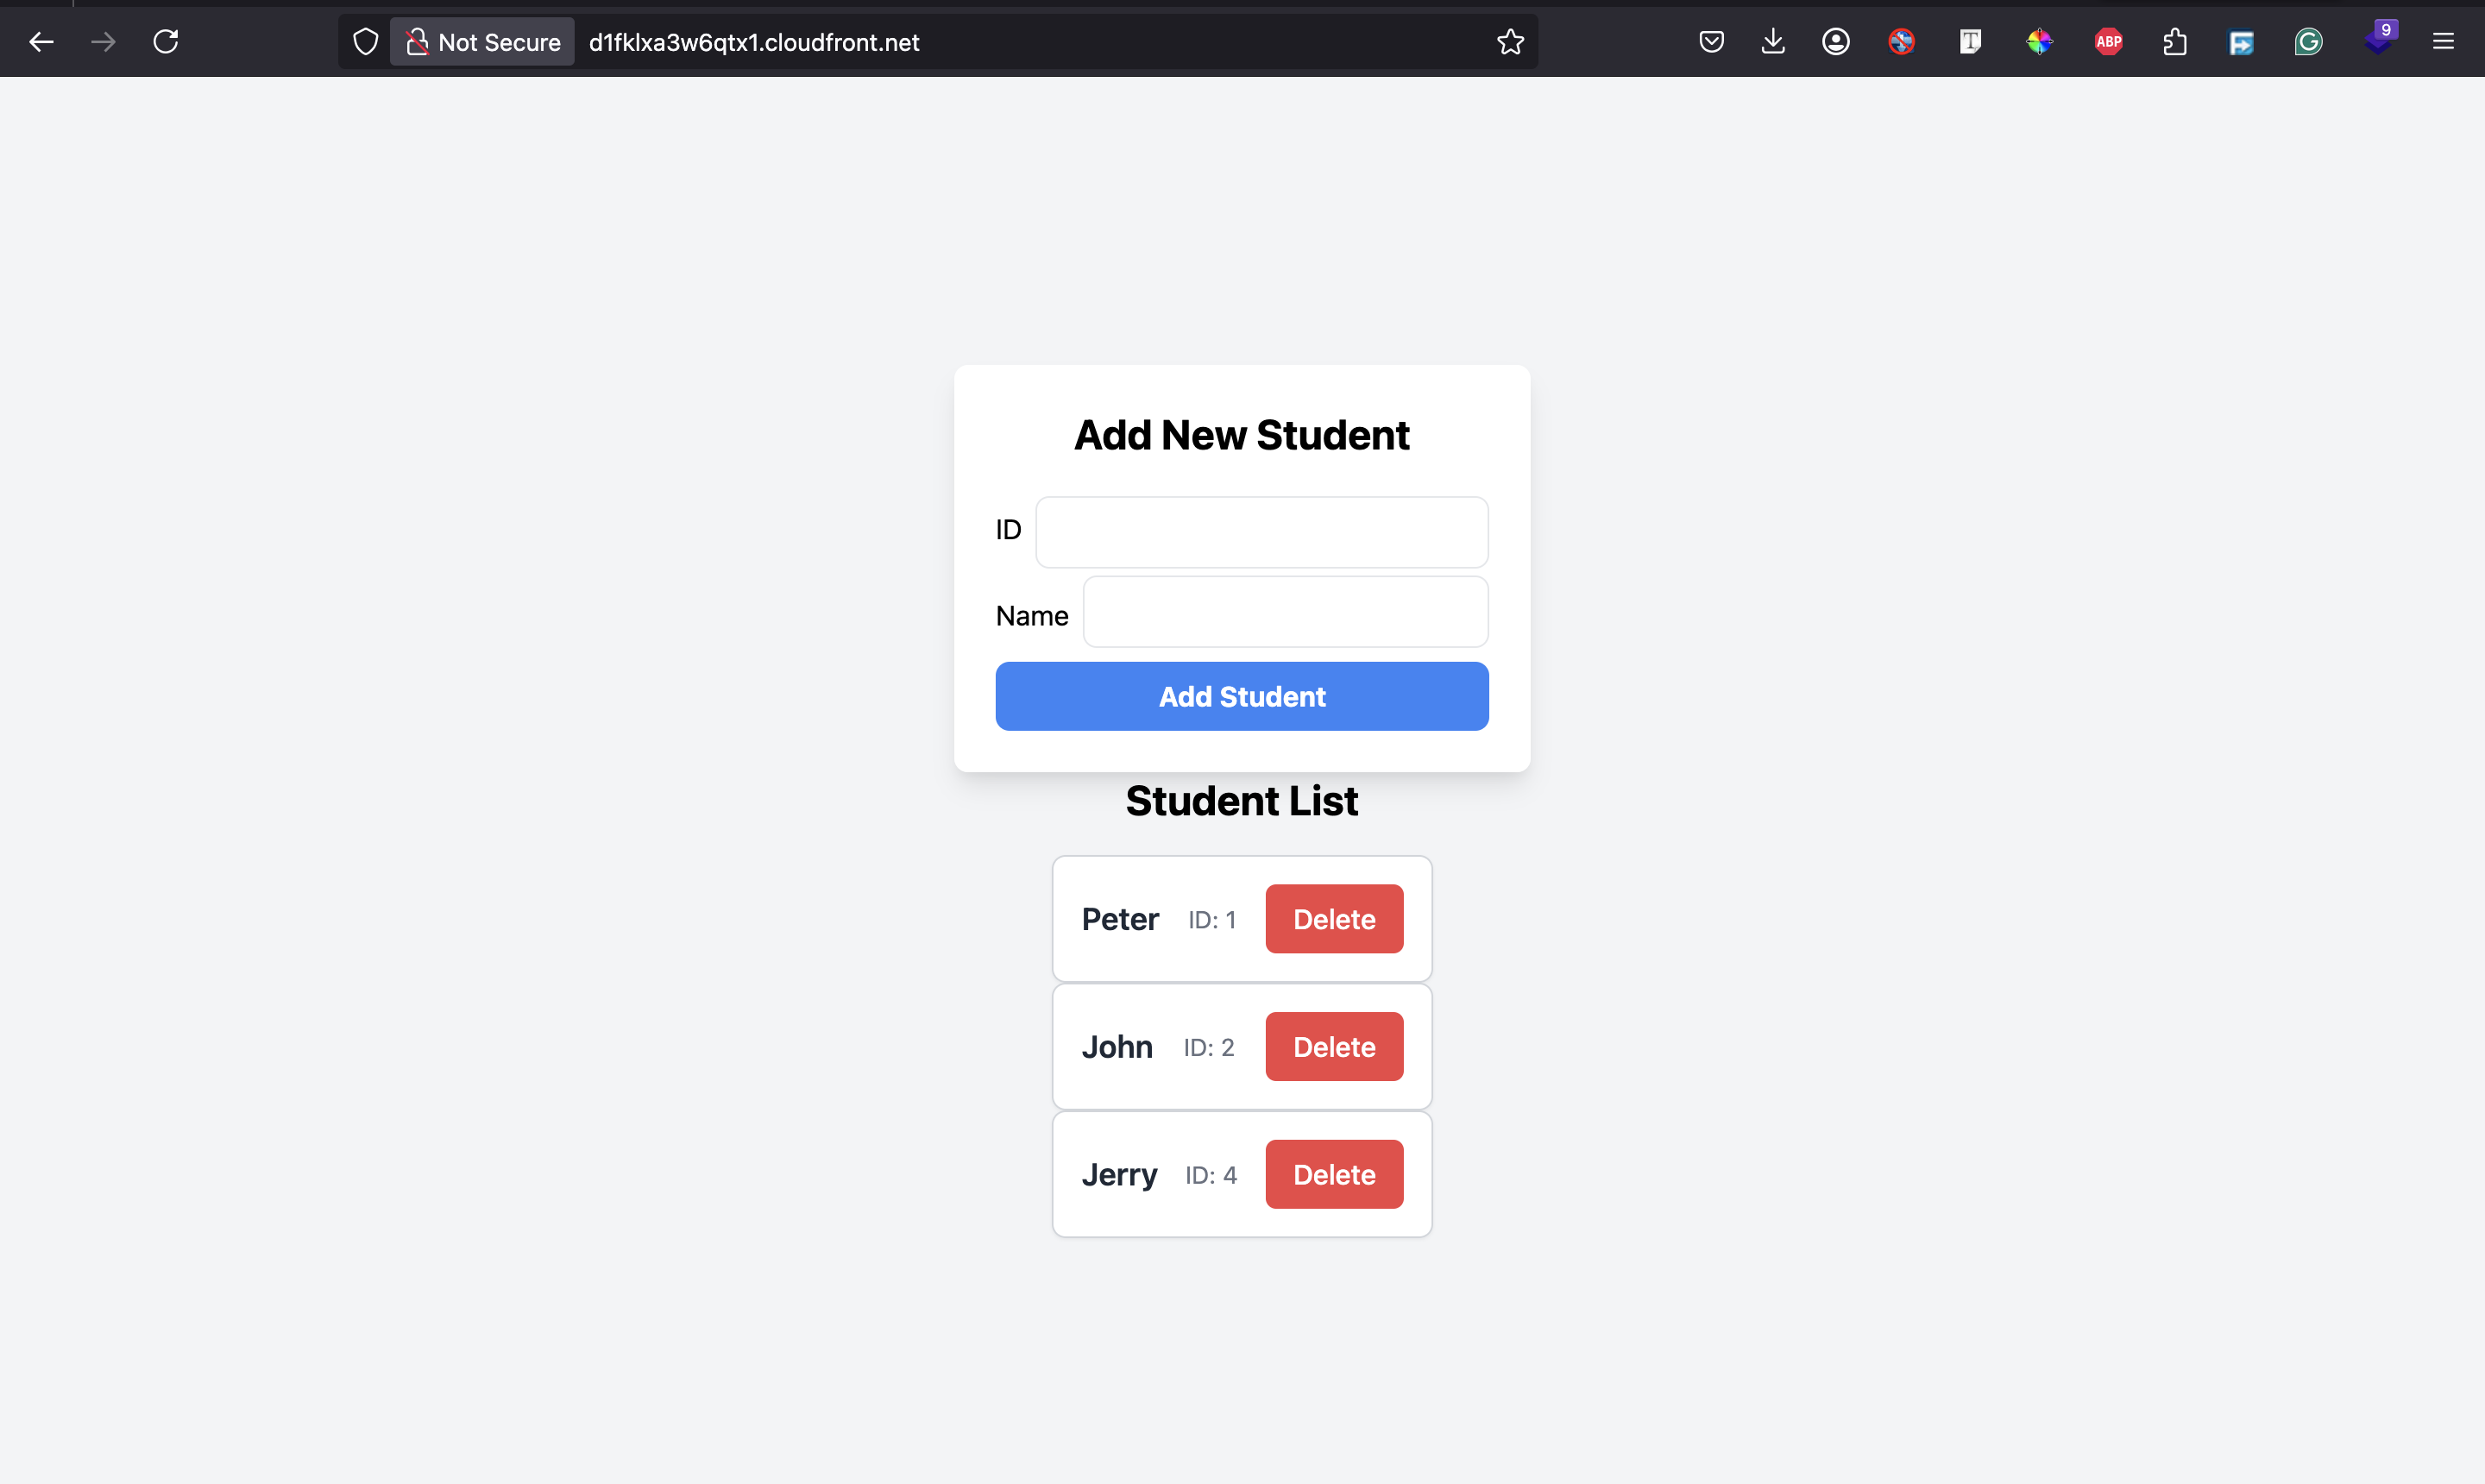 Not Secure d1fklxa3w6qtx1.cloudfront.net T ABP G 9
Add New Student
ID
Name
Add Student
Student List
Peter ID: 1 Delete
John ID: 2 Delete
Jerry ID: 4 Delete